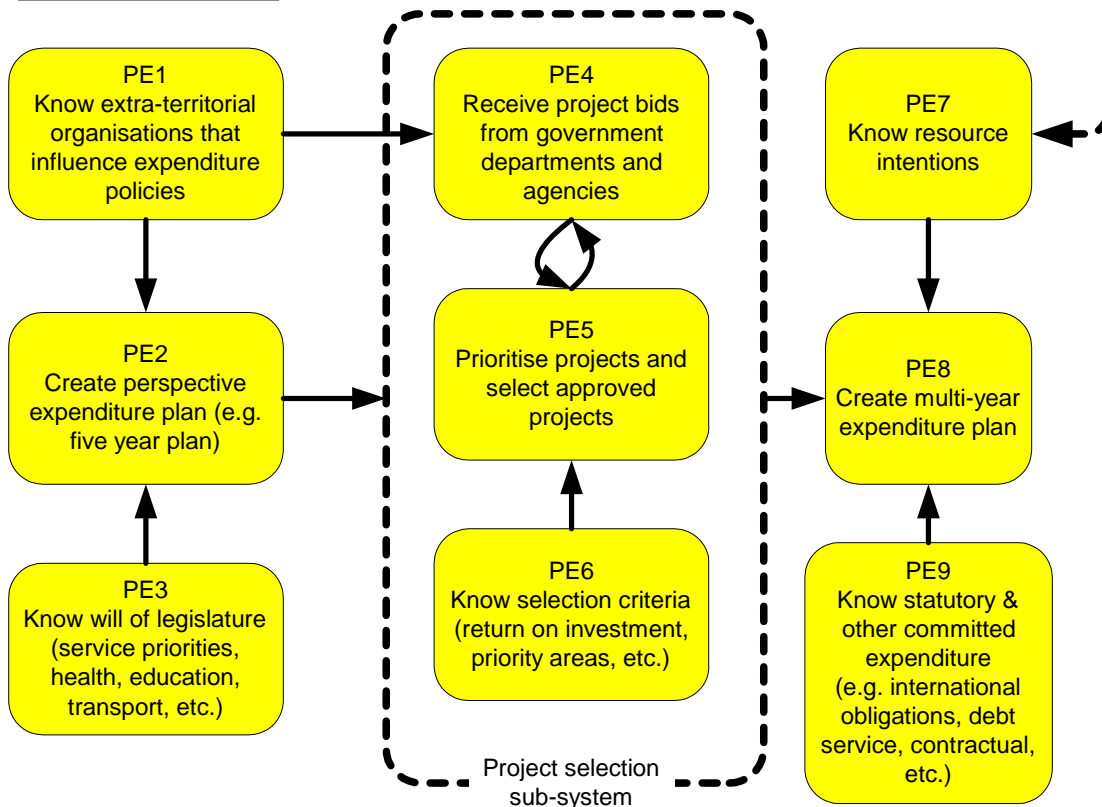 PE1
Know extra-territorial
organisations that
influence expenditure
policies
PE4
Receive project bids
from government
departments and
agencies
PE7
Know resource
intentions
PE2
Create perspective
expenditure plan (e.g.
five year plan)
PE5
Prioritise projects and
select approved
projects
PE8
Create multi-year
expenditure plan
PE3
Know will of legislature
(service priorities,
health, education,
transport, etc.)
PE6
Know selection criteria
(return on investment,
priority areas, etc.)
PE9
Know statutory &
other committed
expenditure
(e.g. international
obligations, debt
service, contractual,
etc.)
Project selection
sub-system